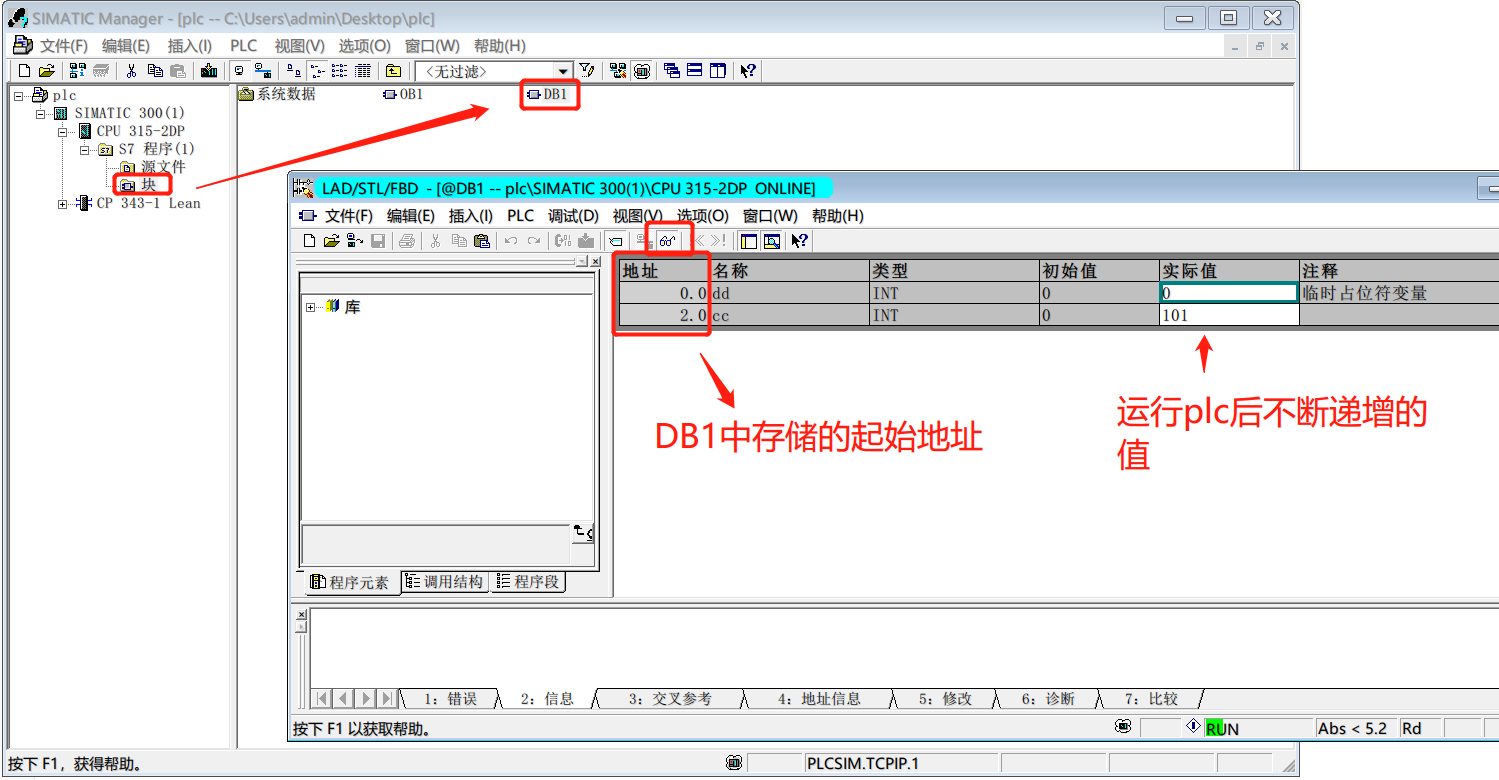 SIMATIC Manager - [plc -- C:\Users\admin\Desktop\plc]
文件(F) 编辑(E) 插入(I) PLC 视图(V) 选项(O) 窗口(W) 帮助(H)
<无过滤>
plc
SIMATIC 300(1)
CPU 315-2DP
S7 程序(1)
源文件
块
CP 343-1 Lean
系统数据 OB1 DB1
LAD/STL/FBD - [@DB1 -- plc\SIMATIC 300(1)\CPU 315-2DP ONLINE]
文件(F) 编辑(E) 插入(I) PLC 调试(D) 视图(V) 选项(O) 窗口(W) 帮助(H)
库
地址 名称 类型 初始值 实际值 注释
0.0 dd INT 0 0 临时占位符变量
2.0 cc INT 0 101
DB1中存储的起始地址
运行plc后不断递增的
值
程序元素 调用结构 程序段
1: 错误 2: 信息 3: 交叉参考 4: 地址信息 5: 修改 6: 诊断 7: 比较
按下 F1 以获取帮助。 RUN Abs < 5.2 Rd
按下 F1，获得帮助。 PLCSIM.TCPIP.1